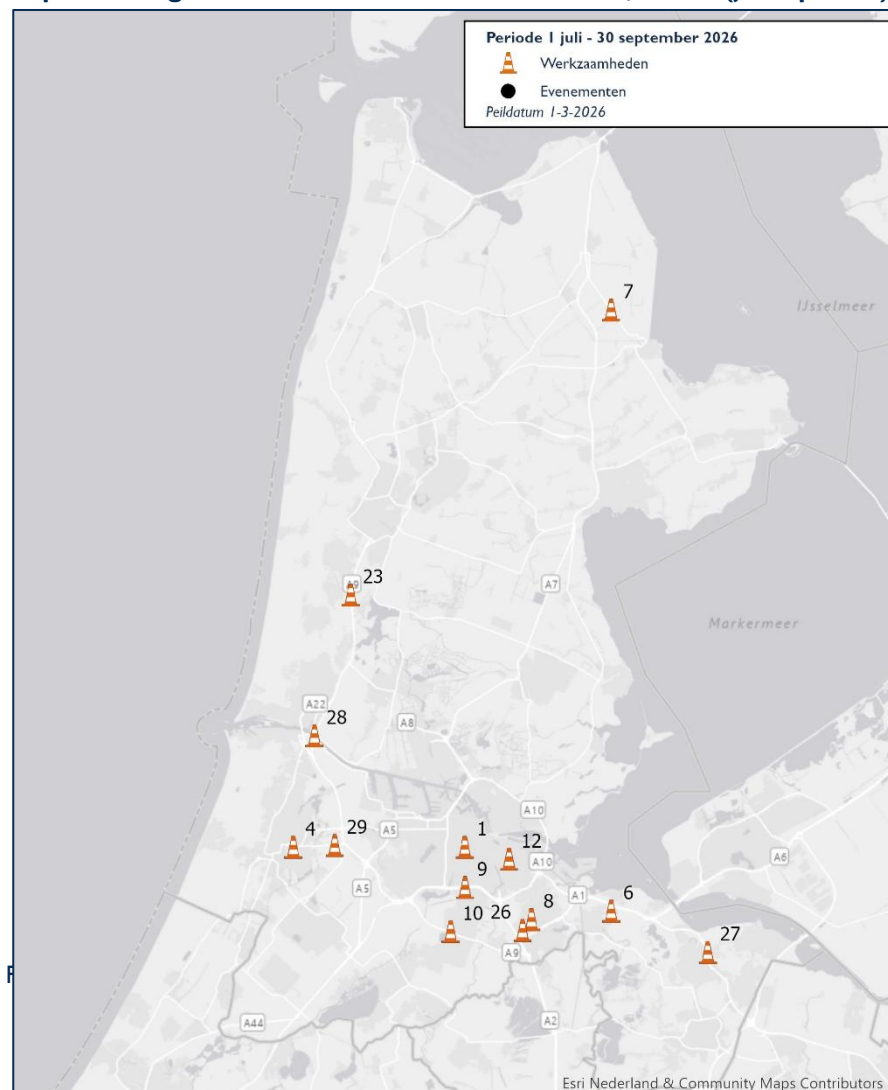 Periode 1 juli - 30 september 2026
Werkzaamheden
Evenementen
Peildatum 1-3-2026
7
IJsselmeer
A9
23
A7
Markermeer
A22
28
A8
A10
4
29
A5
1
12
A10
A6
9
A5
A1
10
26
8
6
27
A9
A44
A2
Esri Nederland & Community Maps Contributors